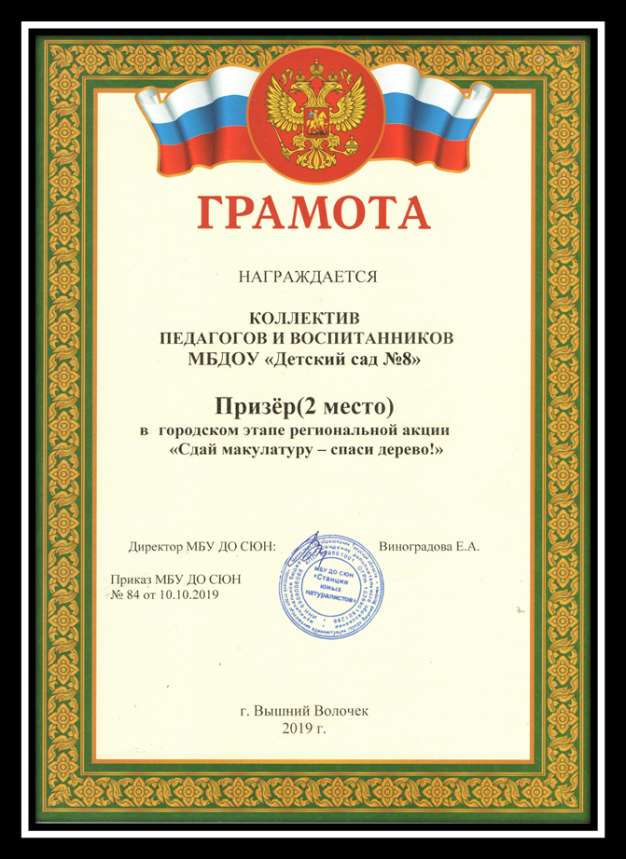 ГРАМОТА
НАГРАЖДАЕТСЯ
КОЛЛЕКТИВ
ПЕДАГОГОВ И ВОСПИТАННИКОВ
МБДОУ «Детский сад №8»
Призёр(2 место)
в городском этапе региональной акции
«Сдай макулатуру – спаси дерево!»
Директор МБУ ДО СЮН: Виноградова Е.А.
МБУ ДО СЮН
«Станция
юных
натуралистов»
Приказ МБУ ДО СЮН
№ 84 от 10.10.2019
г. Вышний Волочек
2019 г.